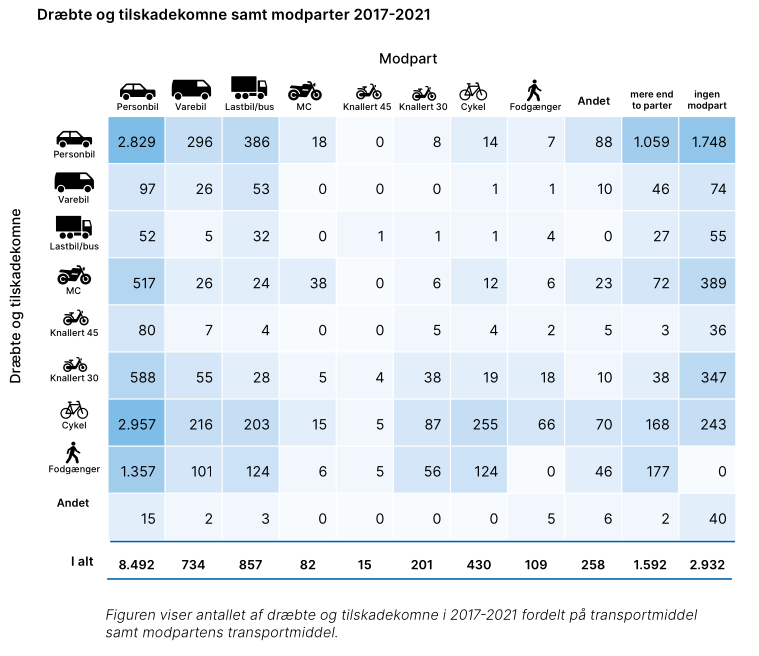 Dræbte og tilskadekomne samt modparter 2017-2021
Modpart
Personbil Varebil Lastbil/bus MC Knallert 45 Knallert 30 Cykel Fodgænger Andet mere end to parter ingen modpart
Dræbte og tilskadekomne
Personbil 2.829 296 386 18 0 8 14 7 88 1.059 1.748
Varebil 97 26 53 0 0 0 1 1 10 46 74
Lastbil/bus 52 5 32 0 1 1 1 4 0 27 55
MC 517 26 24 38 0 6 12 6 23 72 389
Knallert 45 80 7 4 0 0 5 4 2 5 3 36
Knallert 30 588 55 28 5 4 38 19 18 10 38 347
Cykel 2.957 216 203 15 5 87 255 66 70 168 243
Fodgænger 1.357 101 124 6 5 56 124 0 46 177 0
Andet 15 2 3 0 0 0 0 5 6 2 40
I alt 8.492 734 857 82 15 201 430 109 258 1.592 2.932
Figuren viser antallet af dræbte og tilskadekomne i 2017-2021 fordelt på transportmiddel
samt modpartens transportmiddel.